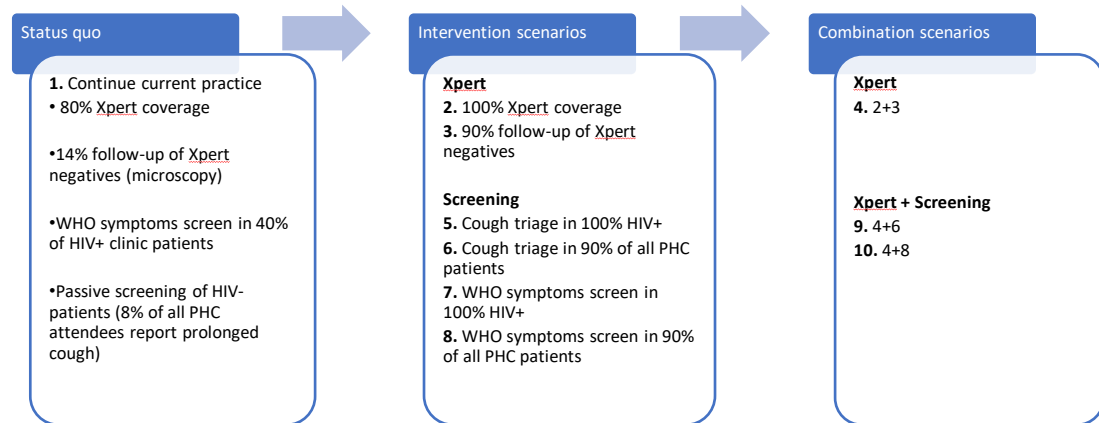 Status quo
1. Continue current practice
• 80% Xpert coverage
•14% follow-up of Xpert
negatives (microscopy)
•WHO symptoms screen in 40%
of HIV+ clinic patients
•Passive screening of HIV-
patients (8% of all PHC
attendees report prolonged
cough)
Intervention scenarios
Xpert
2. 100% Xpert coverage
3. 90% follow-up of Xpert
negatives
Screening
5. Cough triage in 100% HIV+
6. Cough triage in 90% of all PHC
patients
7. WHO symptoms screen in
100% HIV+
8. WHO symptoms screen in 90%
of all PHC patients
Combination scenarios
Xpert
4. 2+3
Xpert + Screening
9. 4+6
10. 4+8